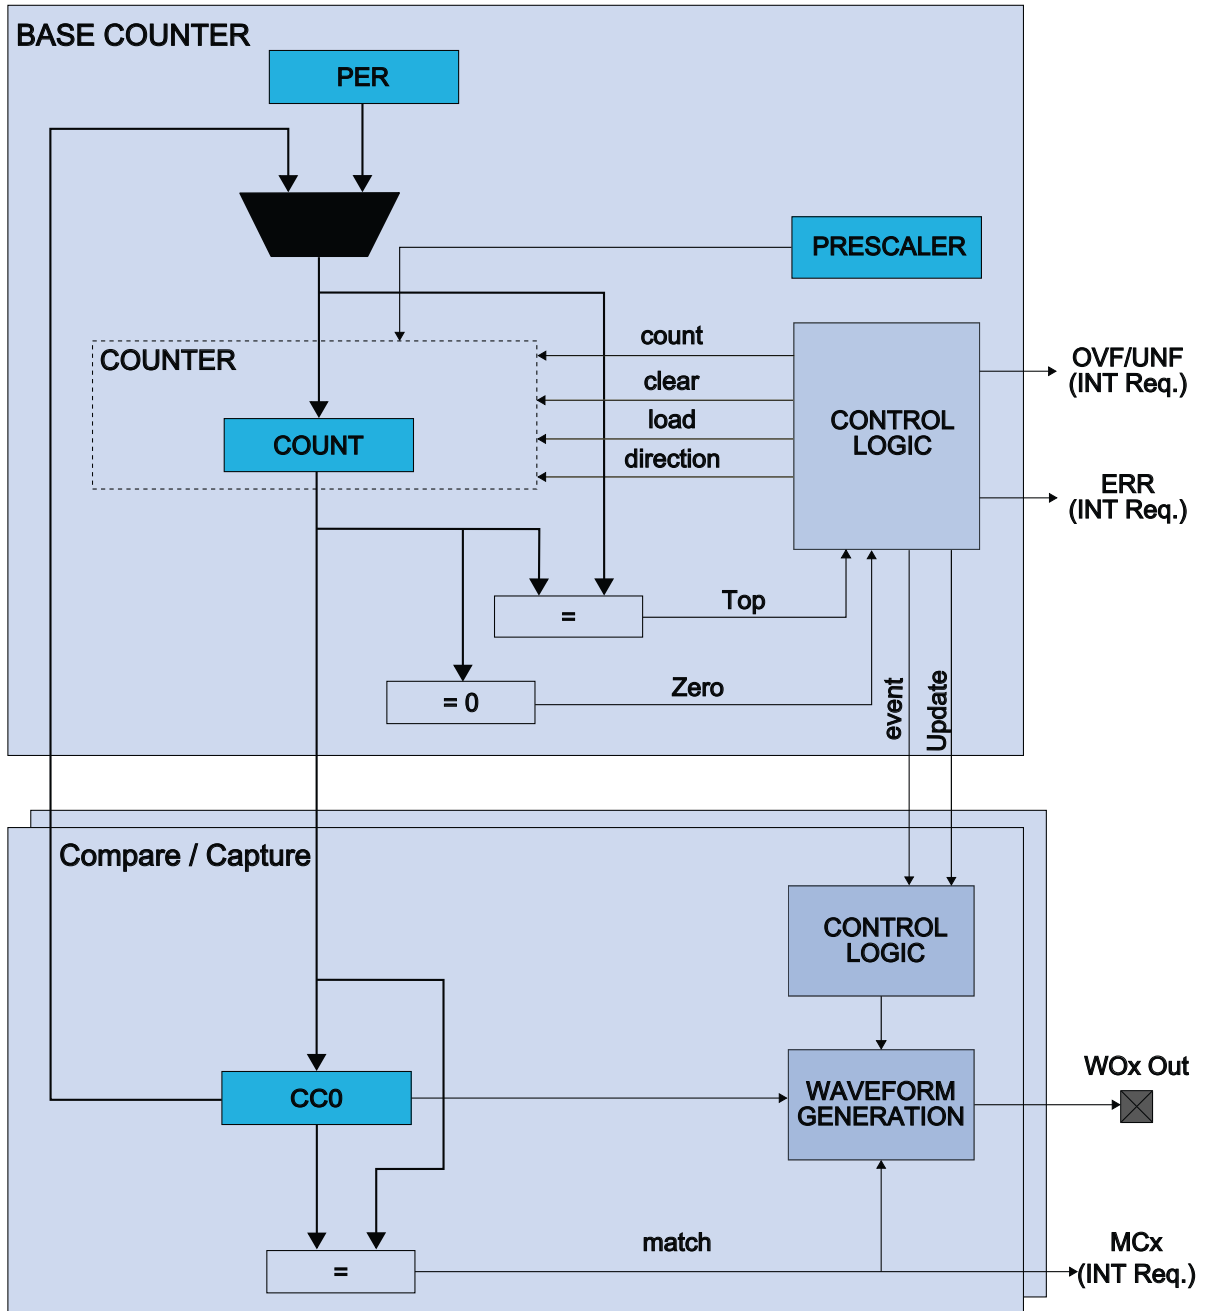 BASE COUNTER
PER
PRESCALER
COUNTER
count
clear
load
direction
COUNT
CONTROL
LOGIC
OVF/UNF
(INT Req.)
ERR
(INT Req.)
=
Top
= 0
Zero
event
Update
Compare / Capture
CONTROL
LOGIC
CC0
WAVEFORM
GENERATION
WOx Out
=
match
MCx
(INT Req.)